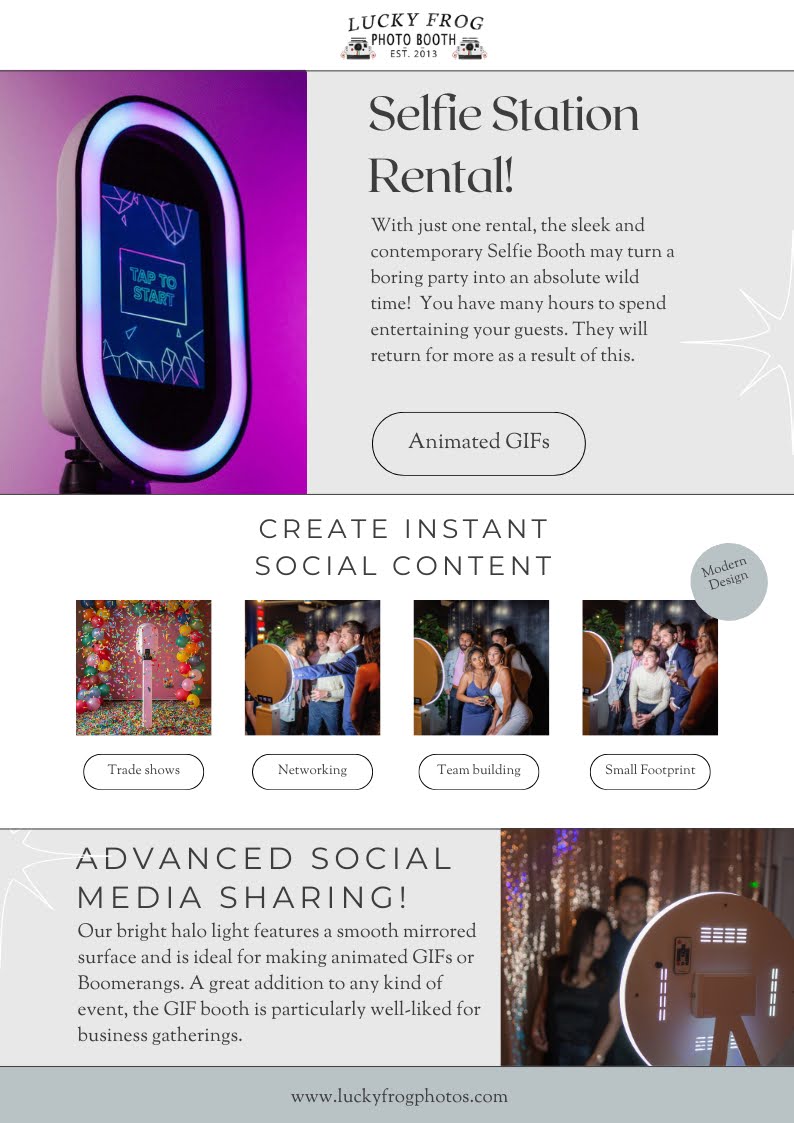 LUCKY FROG
PHOTO BOOTH
EST. 2013
Selfie Station
Rental!
With just one rental, the sleek and
contemporary Selfie Booth may turn a
boring party into an absolute wild
time!  You have many hours to spend
entertaining your guests. They will
return for more as a result of this.
TAP TO
START
Animated GIFs
CREATE INSTANT
SOCIAL CONTENT
Modern
Design
Trade shows
Networking
Team building
Small Footprint
ADVANCED SOCIAL
MEDIA SHARING!
Our bright halo light features a smooth mirrored
surface and is ideal for making animated GIFs or
Boomerangs. A great addition to any kind of
event, the GIF booth is particularly well-liked for
business gatherings.
www.luckyfrogphotos.com